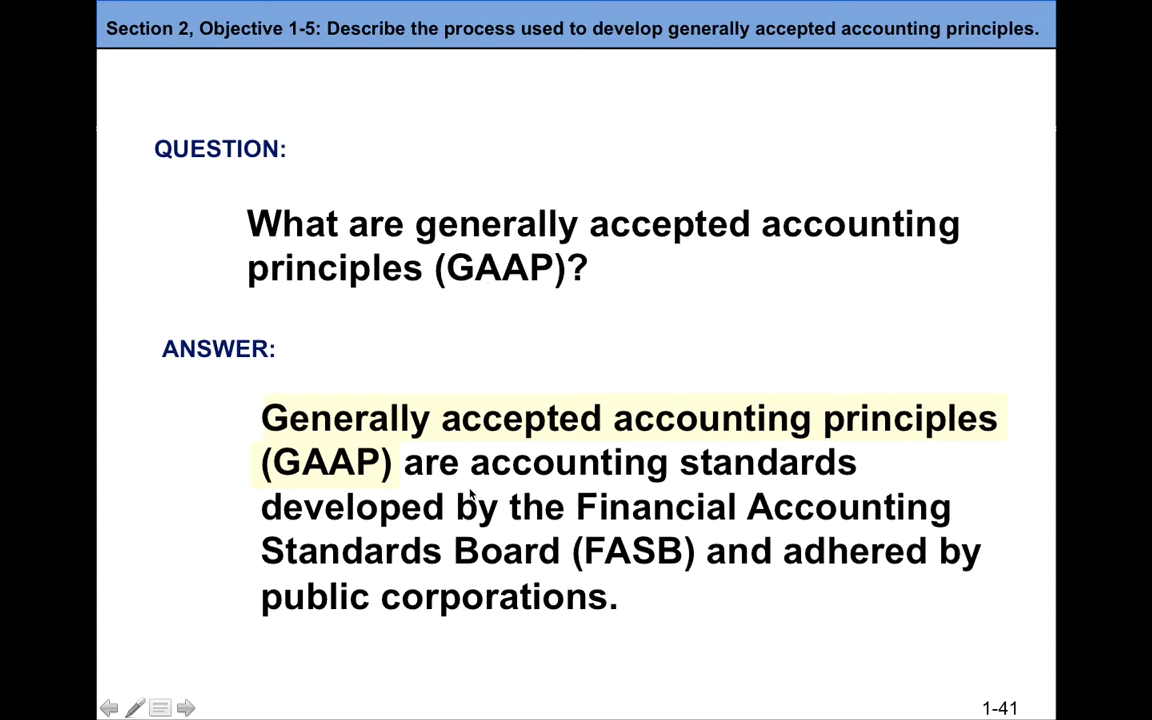 Section 2, Objective 1-5: Describe the process used to develop generally accepted accounting principles.
QUESTION:
What are generally accepted accounting
principles (GAAP)?
ANSWER:
Generally accepted accounting principles
(GAAP) are accounting standards
developed by the Financial Accounting
Standards Board (FASB) and adhered by
public corporations.
1-41